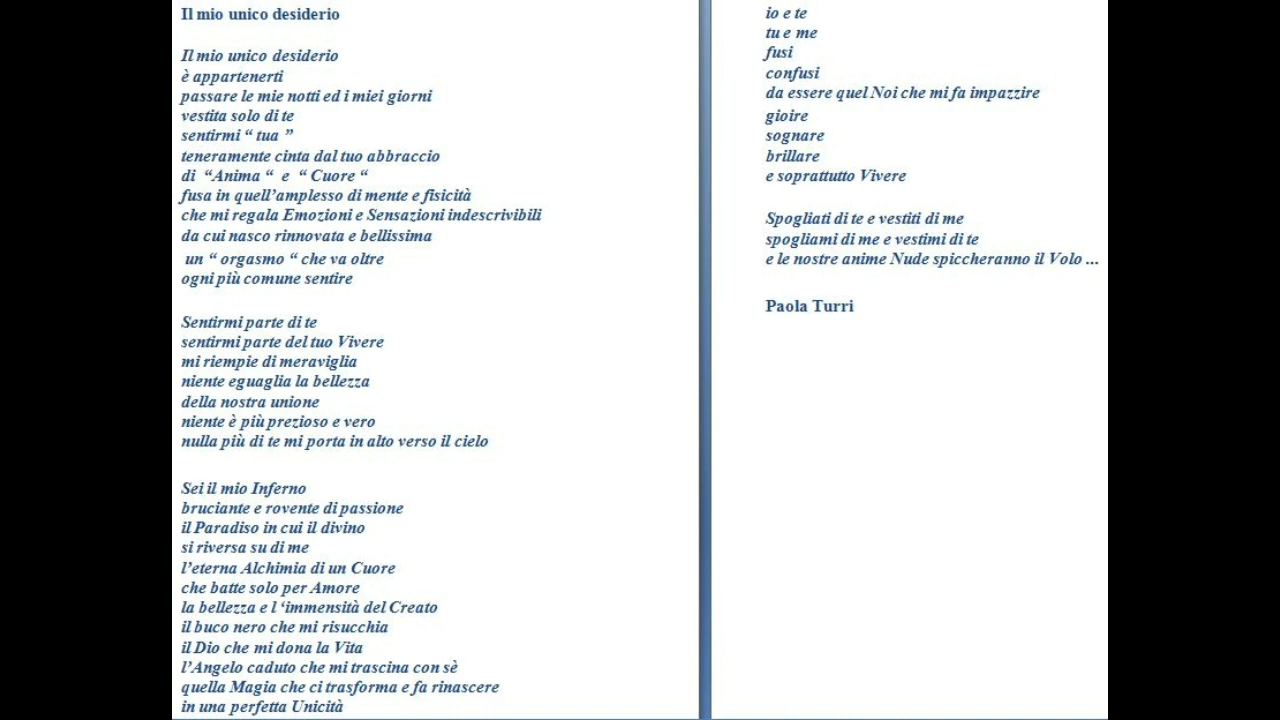 Il mio unico desiderio
Il mio unico desiderio
è appartenerti
passare le mie notti ed i miei giorni
vestita solo di te
sentirmi “ tua ”
teneramente cinta dal tuo abbraccio
di “Anima “ e “ Cuore “
fusa in quell’amplesso di mente e fisicità
che mi regala Emozioni e Sensazioni indescrivibili
da cui nasco rinnovata e bellissima
un “ orgasmo “ che va oltre
ogni più comune sentire
Sentirmi parte di te
sentirmi parte del tuo Vivere
mi riempie di meraviglia
niente eguaglia la bellezza
della nostra unione
niente è più prezioso e vero
nulla più di te mi porta in alto verso il cielo
Sei il mio Inferno
bruciante e rovente di passione
il Paradiso in cui il divino
si riversa su di me
l’eterna Alchimia di un Cuore
che batte solo per Amore
la bellezza e l ‘immensità del Creato
il buco nero che mi risucchia
il Dio che mi dona la Vita
l’Angelo caduto che mi trascina con sè
quella Magia che ci trasforma e fa rinascere
in una perfetta Unicità
io e te
tu e me
fusi
confusi
da essere quel Noi che mi fa impazzire
gioire
sognare
brillare
e soprattutto Vivere
Spogliati di te e vestiti di me
spogliami di me e vestimi di te
e le nostre anime Nude spiccheranno il Volo ...
Paola Turri